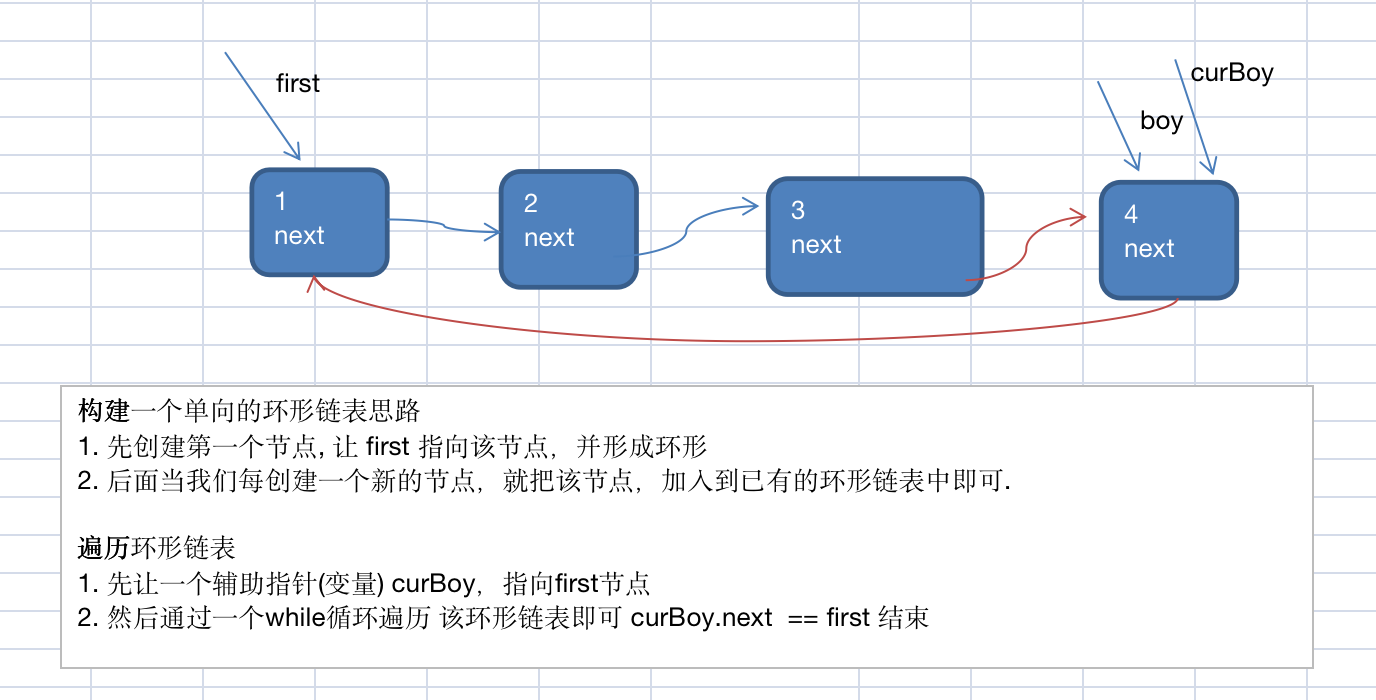 first
curBoy
boy
1
next
2
next
3
next
4
next
构建一个单向的环形链表思路
1. 先创建第一个节点, 让 first 指向该节点，并形成环形
2. 后面当我们每创建一个新的节点，就把该节点，加入到已有的环形链表中即可.
遍历环形链表
1. 先让一个辅助指针(变量) curBoy，指向first节点
2. 然后通过一个while循环遍历 该环形链表即可 curBoy.next  == first 结束